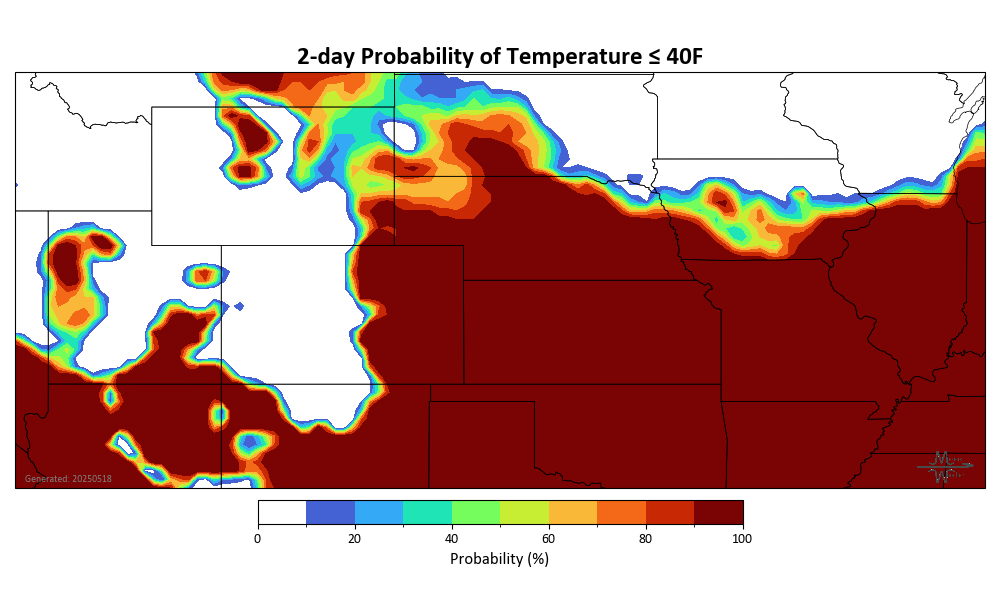 2-day Probability of Temperature ≤ 40F
Generated: 20250518
0 20 40 60 80 100
Probability (%)